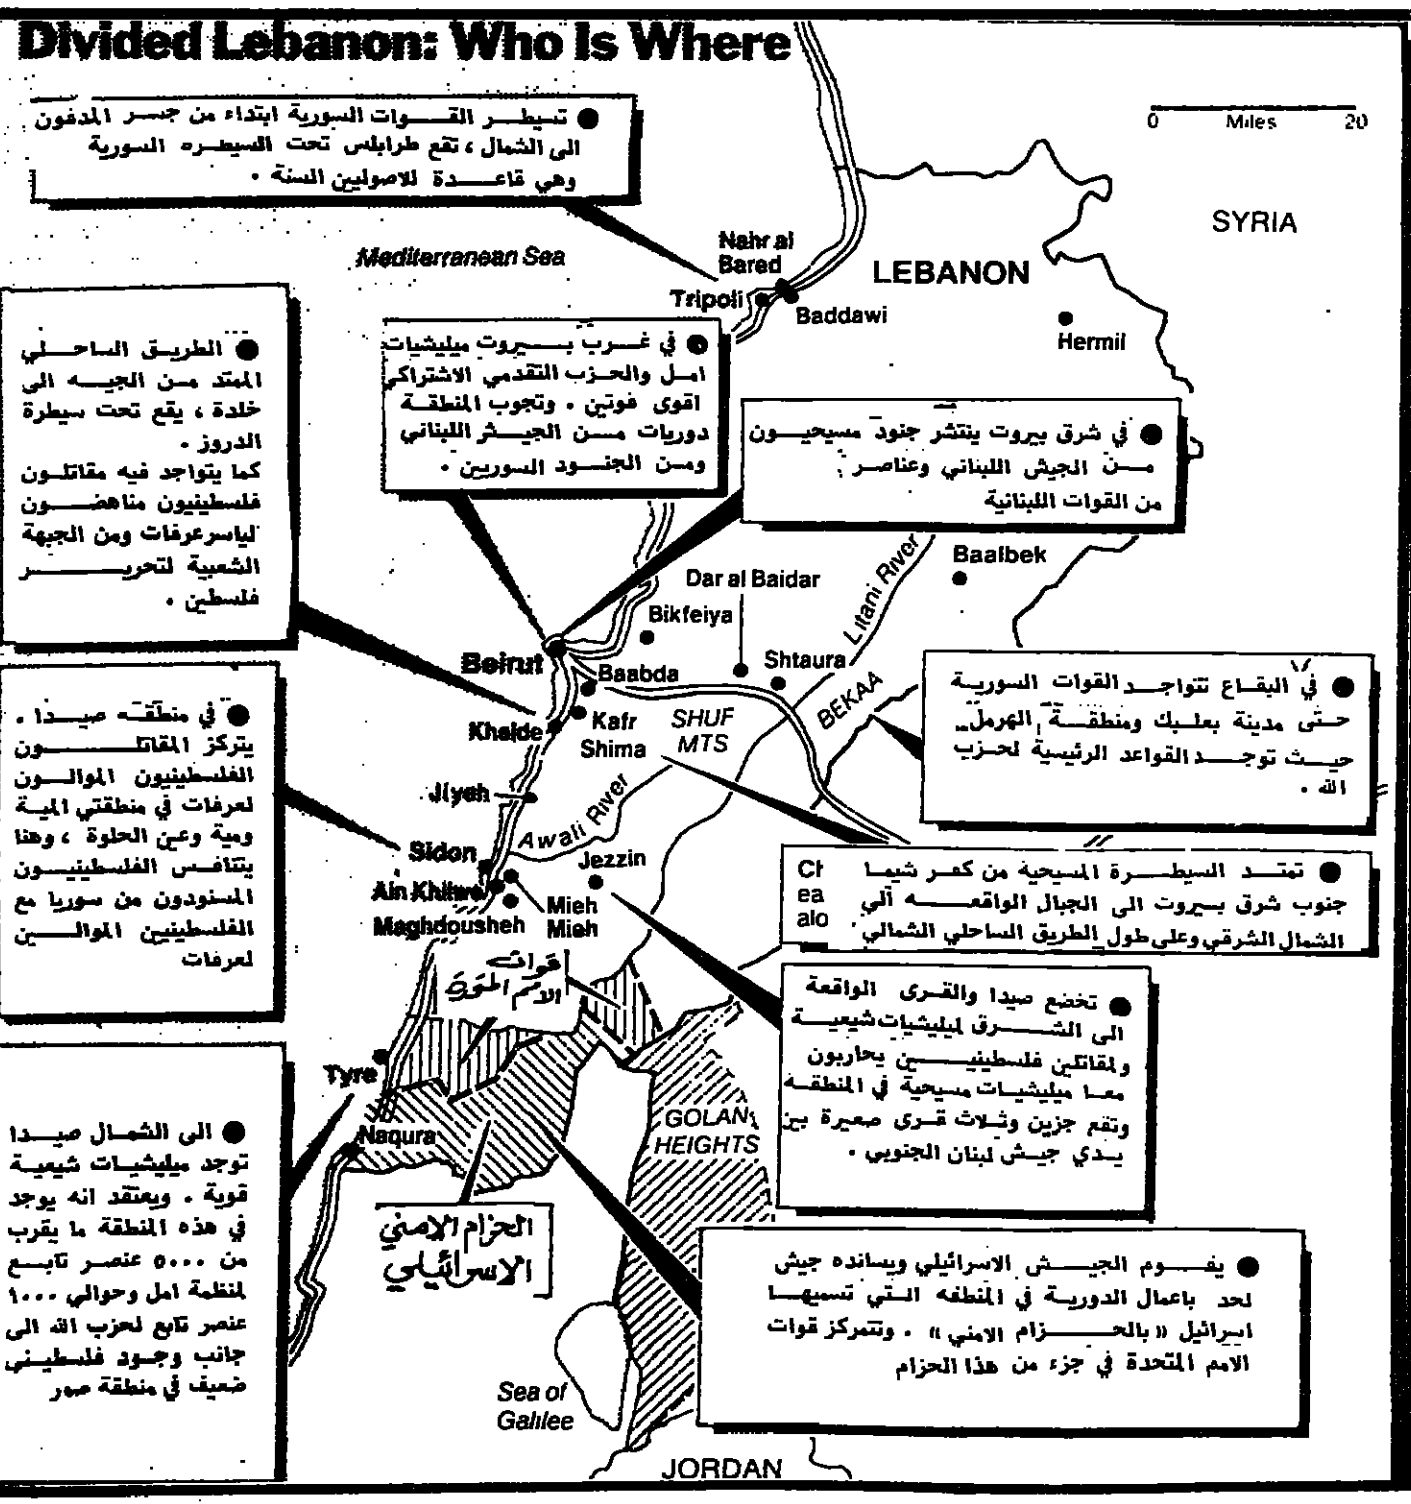 Divided Lebanon: Who Is Where
● تسيطر القوات السورية ابتداء من جسر المدفون
الى الشمال ، تقع طرابلس تحت السيطره السورية
وهي قاعدة للاصوليين السنة .
0 Miles 20
SYRIA
Mediterranean Sea
Nahr al
Bared
LEBANON
Tripoli
Baddawi
Hermil
● الطريق الساحلي
الممتد من الجيه الى
خلدة ، يقع تحت سيطرة
الدروز .
كما يتواجد فيه مقاتلون
فلسطينيون مناهضون
لياسر عرفات ومن الجبهة
الشعبية لتحرير
فلسطين .
● في غرب بيروت ميليشيات
امل والحزب التقدمي الاشتراكي
اقوى فوتين . وتجوب المنطقة
دوريات من الجيش اللبناني
ومن الجنود السوريين .
● في شرق بيروت ينتشر جنود مسيحيون
من الجيش اللبناني وعناصر
من القوات اللبنانية
Baalbek
Dar al Baidar
Litani River
Bikfeiya
Beirut
Baabda
Shtaura
BEKAA
Khalde
Kafr
Shima
SHUF
MTS
● في البقاع تتواجد القوات السورية
حتى مدينة بعلبك ومنطقة الهرمل
حيث توجد القواعد الرئيسية لحزب
الله .
● في منطقه صيدا .
يتركز المقاتلون
الفلسطينيون الموالون
لعرفات في منطقتي المية
ومية وعين الحلوة ، وهنا
يتنافس الفلسطينيون
المسنودون من سوريا مع
الفلسطينيين الموالين
لعرفات
Jiyeh
Awali River
Sidon
Jezzin
Ain Khilwe
Mieh
Mieh
Maghdousheh
Ch
ea
alo
● تمتد السيطرة المسيحية من كفر شيما
جنوب شرق بيروت الى الجبال الواقعه الي
الشمال الشرقي وعلى طول الطريق الساحلي الشمالي
قوات
الامم المتحدة
● تخضع صيدا والقرى الواقعة
الى الشرق لميليشيات شيعية
ولمقاتلين فلسطينيين يحاربون
معا ميليشيات مسيحية في المنطقه
وتقع جزين وثلاث قرى صغيرة بين
يدي جيش لبنان الجنوبي .
Tyre
Naqura
GOLAN
HEIGHTS
● الى الشمال صيدا
توجد ميليشيات شيعية
قوية . ويعتقد انه يوجد
في هذه المنطقة ما يقرب
من ٥٠٠٠ عنصر تابع
لمنظمة امل وحوالي ١٠٠٠
عنصر تابع لحزب الله الى
جانب وجود فلسطيني
ضعيف في منطقة صور
الحزام الامني
الاسرائيلي
● يقوم الجيش الاسرائيلي ويسانده جيش
لحد باعمال الدورية في المنطقه التي تسميها
اسرائيل «بالحزام الامني» . وتتمركز قوات
الامم المتحدة في جزء من هذا الحزام
Sea of
Galilee
JORDAN